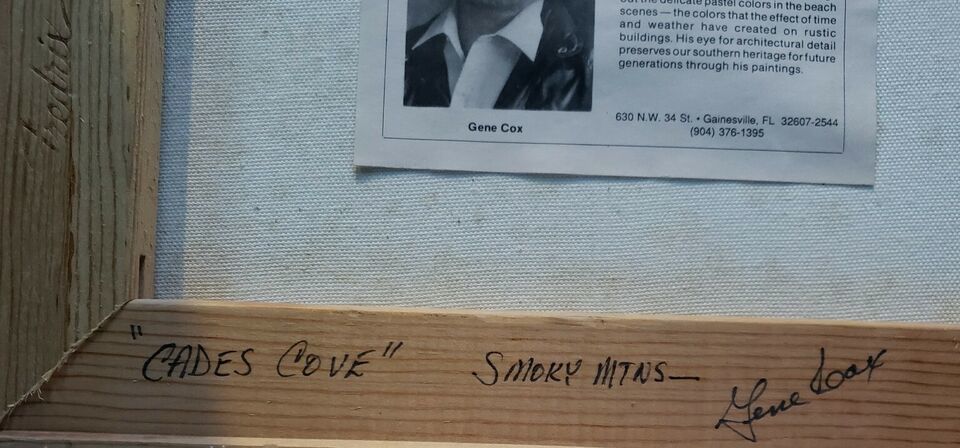 out the delicate pastel colors in the beach
scenes — the colors that the effect of time
and weather have created on rustic
buildings. His eye for architectural detail
preserves our southern heritage for future
generations through his paintings.
Gene Cox
630 N.W. 34 St. • Gainesville, FL 32607-2544
(904) 376-1395
"CADES COVE" SMOKY MTNS—
Gene Cox